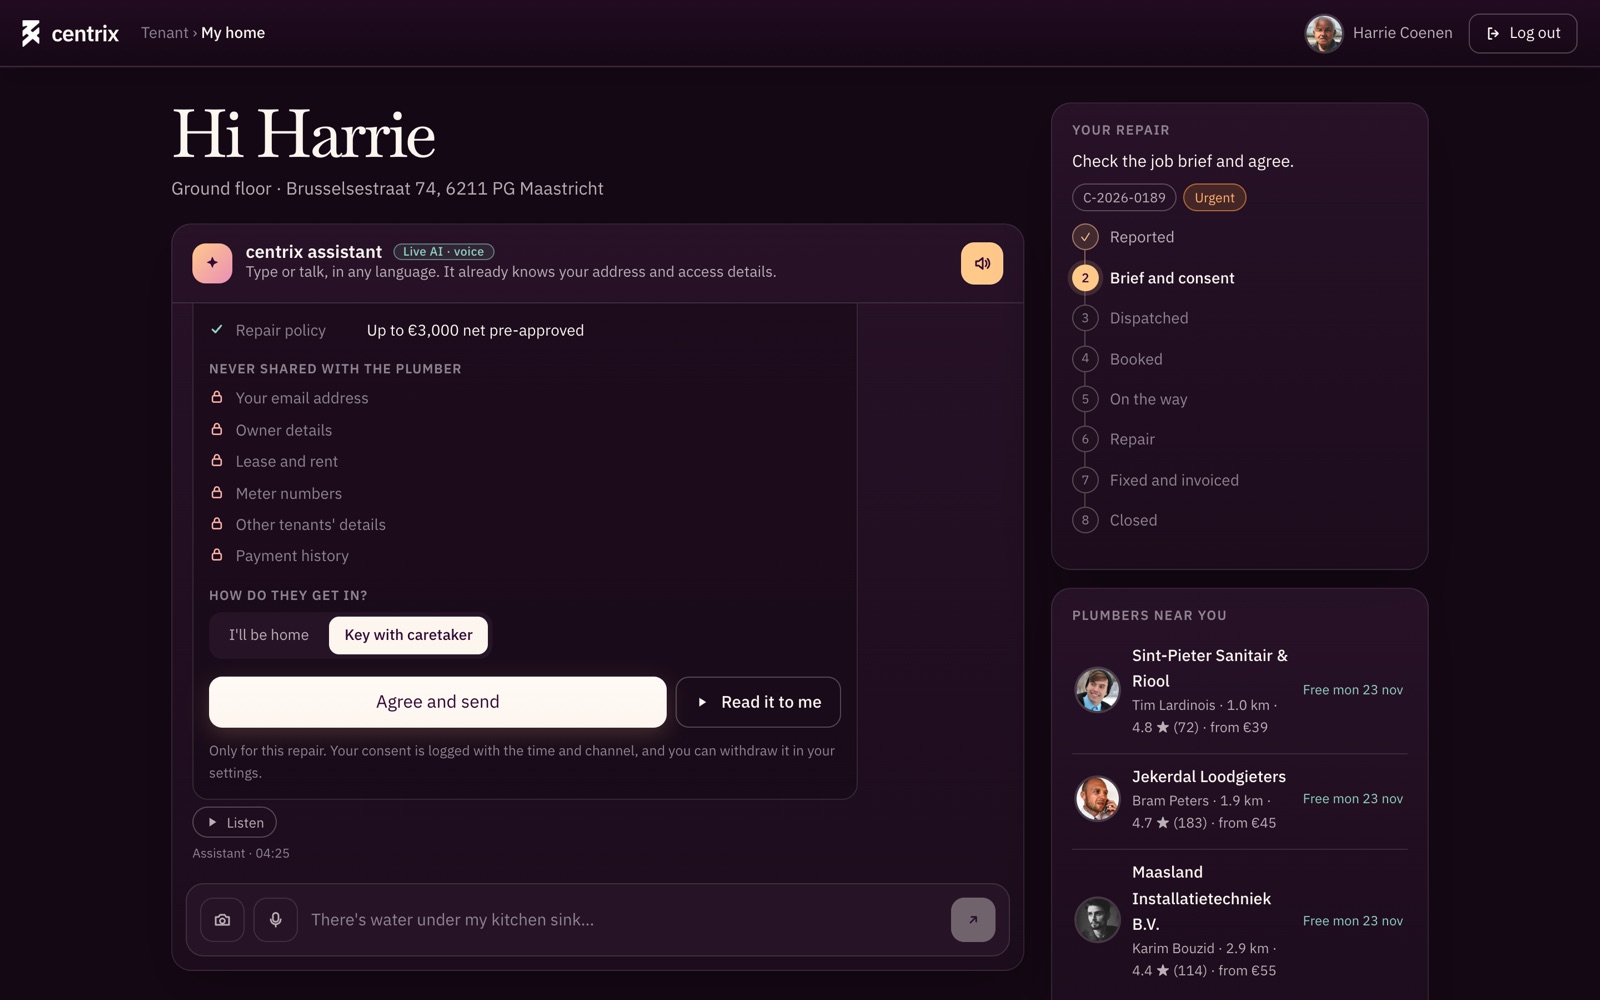 centrix
Tenant › My home
Harrie Coenen
Log out
Hi Harrie
Ground floor · Brusselsestraat 74, 6211 PG Maastricht
centrix assistant
Live AI · voice
Type or talk, in any language. It already knows your address and access details.
Repair policy
Up to €3,000 net pre-approved
NEVER SHARED WITH THE PLUMBER
Your email address
Owner details
Lease and rent
Meter numbers
Other tenants' details
Payment history
HOW DO THEY GET IN?
I'll be home
Key with caretaker
Agree and send
Read it to me
Only for this repair. Your consent is logged with the time and channel, and you can withdraw it in your
settings.
Listen
Assistant · 04:25
There's water under my kitchen sink...
YOUR REPAIR
Check the job brief and agree.
C-2026-0189
Urgent
Reported
2 Brief and consent
3 Dispatched
4 Booked
5 On the way
6 Repair
7 Fixed and invoiced
8 Closed
PLUMBERS NEAR YOU
Sint-Pieter Sanitair &
Riool
Tim Lardinois · 1.0 km ·
4.8 ★ (72) · from €39
Free mon 23 nov
Jekerdal Loodgieters
Bram Peters · 1.9 km ·
4.7 ★ (183) · from €45
Free mon 23 nov
Maasland
Installatietechniek
B.V.
Karim Bouzid · 2.9 km ·
4.4 ★ (114) · from €55
Free mon 23 nov